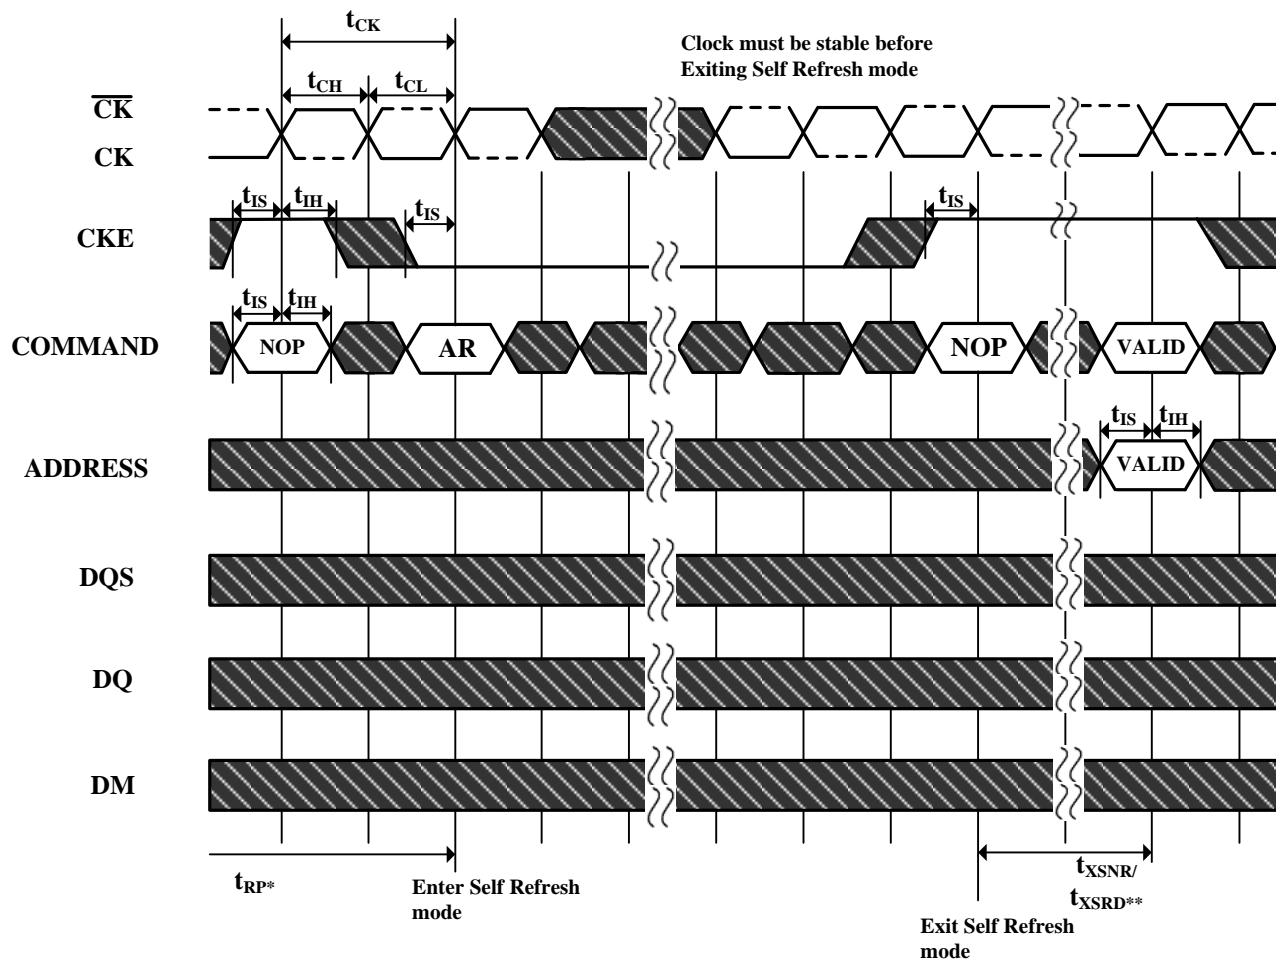 tCK
Clock must be stable before
Exiting Self Refresh mode
tCH
tCL
CK
CK
tIS
tIH
tIS
tIS
CKE
tIS
tIH
COMMAND
NOP
AR
NOP
VALID
tIS
tIH
ADDRESS
VALID
DQS
DQ
DM
tRP*
Enter Self Refresh
mode
tXSNR/
tXSRD**
Exit Self Refresh
mode